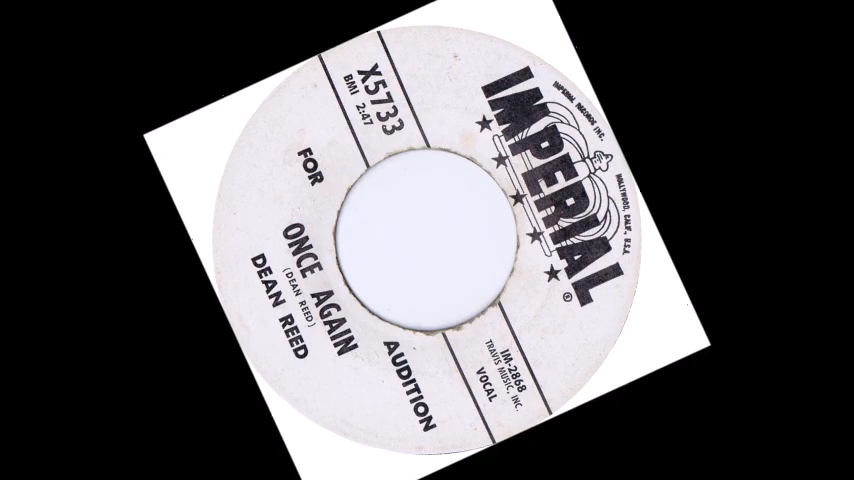 IMPERIAL RECORDS INC.
HOLLYWOOD, CALIF., U.S.A.
IMPERIAL
®
X5733
BMI 2:47
IM-2868
TRAVIS MUSIC, INC.
VOCAL
FOR AUDITION
ONCE AGAIN
(DEAN REED)
DEAN REED